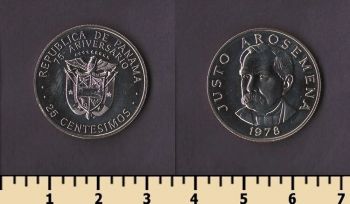 REPUBLICA DE PANAMA
75 ANIVERSARIO
25 CENTESIMOS
JUSTO AROSEMENA
1978
1 2 3 4 5 6 7